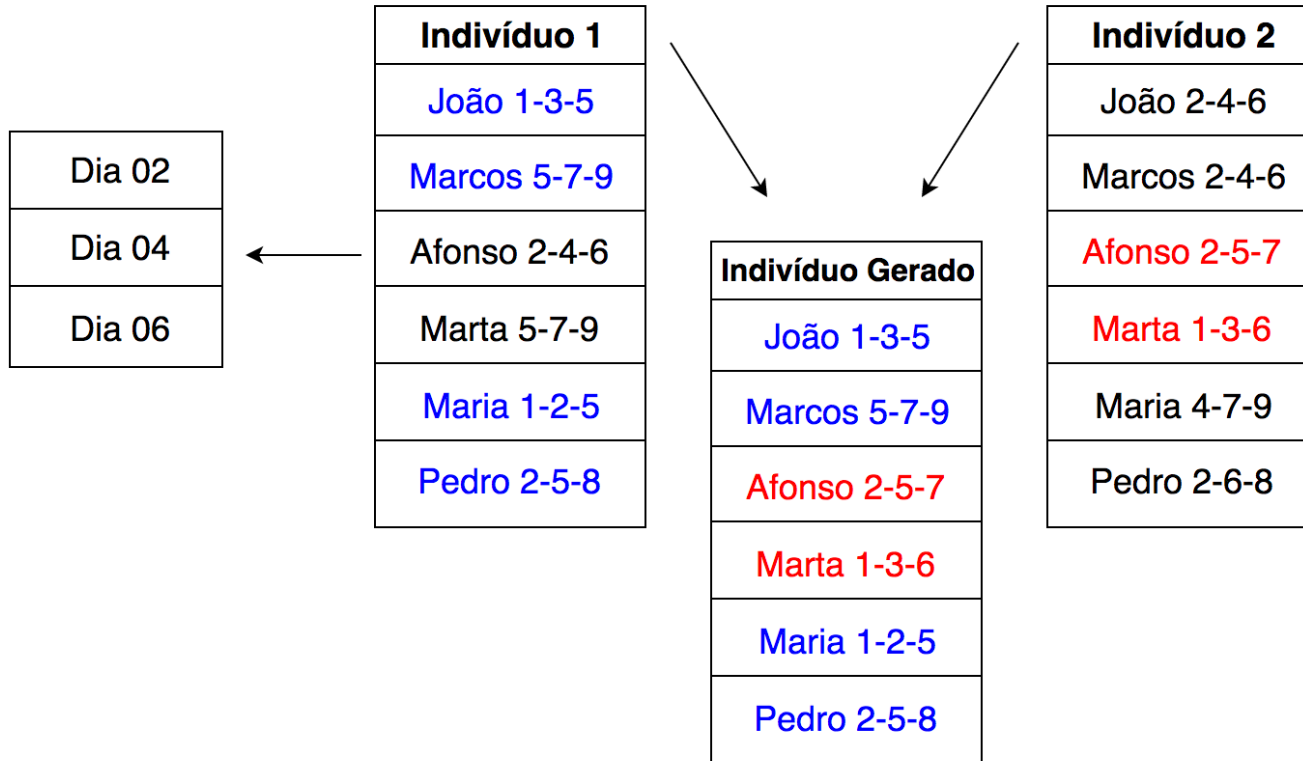 Dia 02
Dia 04
Dia 06
Indivíduo 1
João 1-3-5
Marcos 5-7-9
Afonso 2-4-6
Marta 5-7-9
Maria 1-2-5
Pedro 2-5-8
Indivíduo Gerado
João 1-3-5
Marcos 5-7-9
Afonso 2-5-7
Marta 1-3-6
Maria 1-2-5
Pedro 2-5-8
Indivíduo 2
João 2-4-6
Marcos 2-4-6
Afonso 2-5-7
Marta 1-3-6
Maria 4-7-9
Pedro 2-6-8